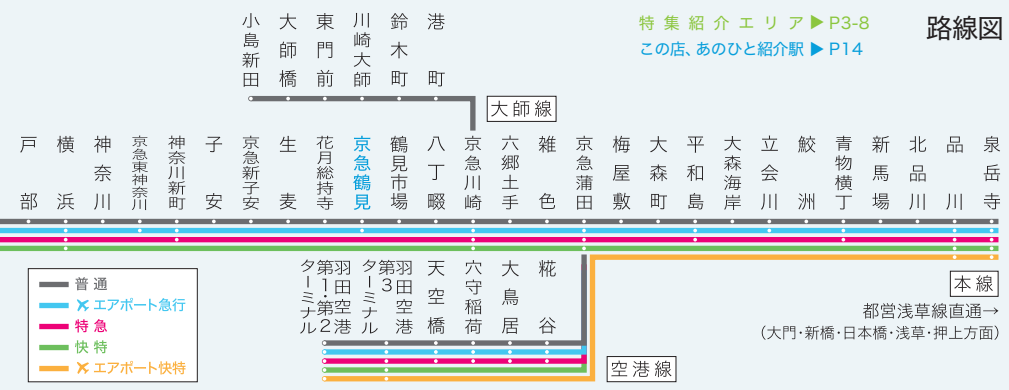 特集紹介エリア▶P3-8
この店、あのひと紹介駅▶P14
路線図
小島新田
大師橋
東門前
川崎大師
鈴木町
港町
大師線
戸部
横浜
神奈川
京急東神奈川
神奈川新町
子安
京急新子安
生麦
花月総持寺
京急鶴見
鶴見市場
八丁畷
京急川崎
六郷土手
雑色
京急蒲田
梅屋敷
大森町
平和島
大森海岸
立会川
鮫洲
青物横丁
新馬場
北品川
品川
泉岳寺
普通
エアポート急行
特急
快特
エアポート快特
羽田空港
第1・第2
ターミナル
羽田空港
第3
ターミナル
天空橋
穴守稲荷
大鳥居
糀谷
空港線
本線
都営浅草線直通→
(大門・新橋・日本橋・浅草・押上方面)